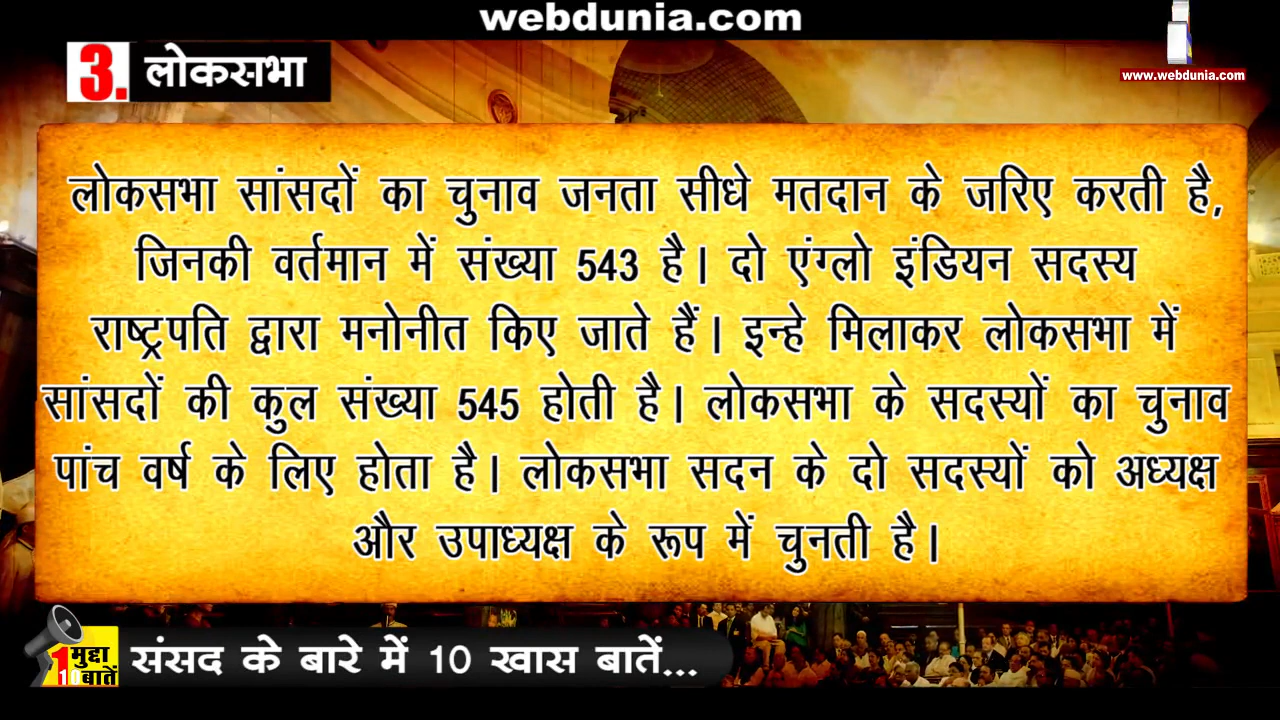 webdunia.com
www.webdunia.com
3. लोकसभा
लोकसभा सांसदों का चुनाव जनता सीधे मतदान के जरिए करती है,
जिनकी वर्तमान में संख्या 543 है। दो एंग्लो इंडियन सदस्य
राष्ट्रपति द्वारा मनोनीत किए जाते हैं। इन्हे मिलाकर लोकसभा में
सांसदों की कुल संख्या 545 होती है। लोकसभा के सदस्यों का चुनाव
पांच वर्ष के लिए होता है। लोकसभा सदन के दो सदस्यों को अध्यक्ष
और उपाध्यक्ष के रूप में चुनती है।
1 मुद्दा
10 बातें
संसद के बारे में 10 खास बातें...